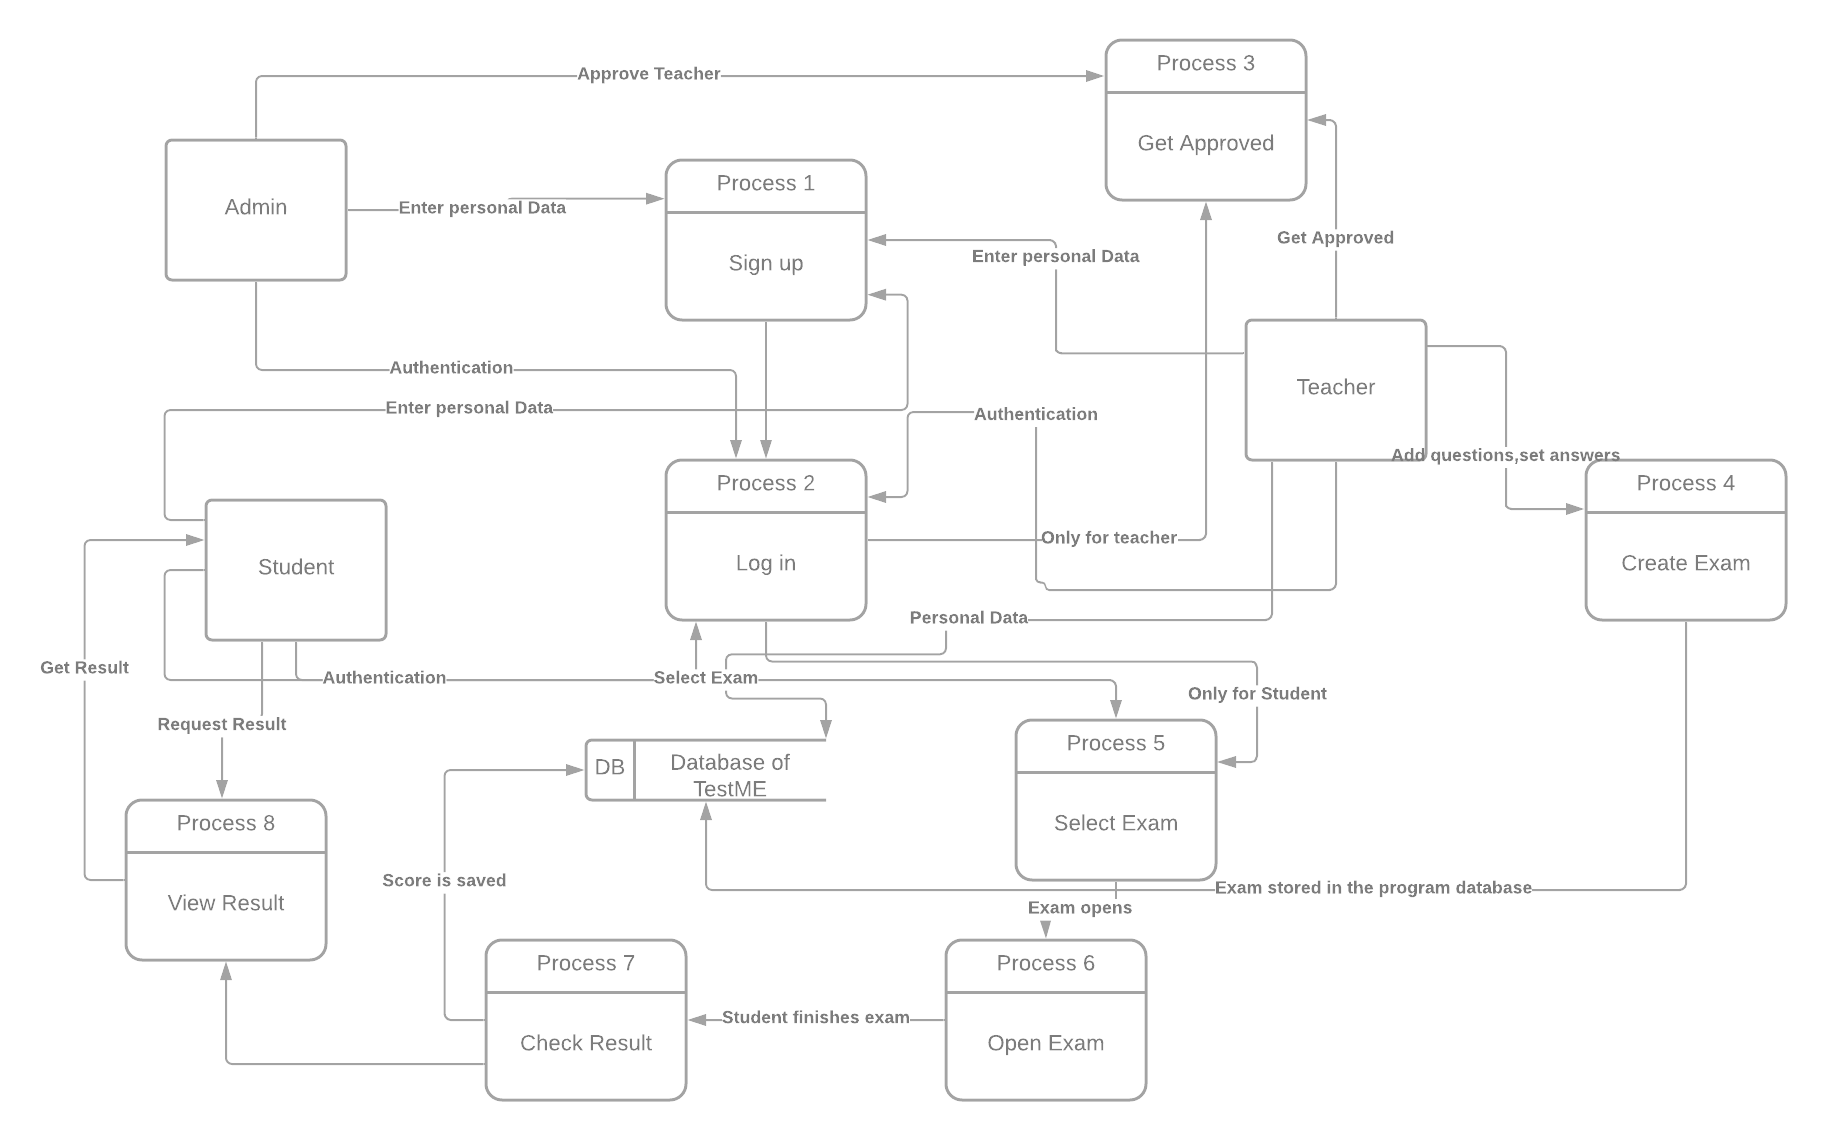 Process 3
Approve Teacher
Get Approved
Process 1
Admin
Enter personal Data
Get Approved
Enter personal Data
Sign up
Authentication
Teacher
Enter personal Data
Authentication
Add questions,set answers
Process 2
Process 4
Only for teacher
Student
Log in
Create Exam
Personal Data
Get Result
Authentication
Select Exam
Only for Student
Request Result
Process 5
DB
Database of
TestME
Process 8
Select Exam
Score is saved
Exam stored in the program database
View Result
Exam opens
Process 7
Process 6
Student finishes exam
Check Result
Open Exam